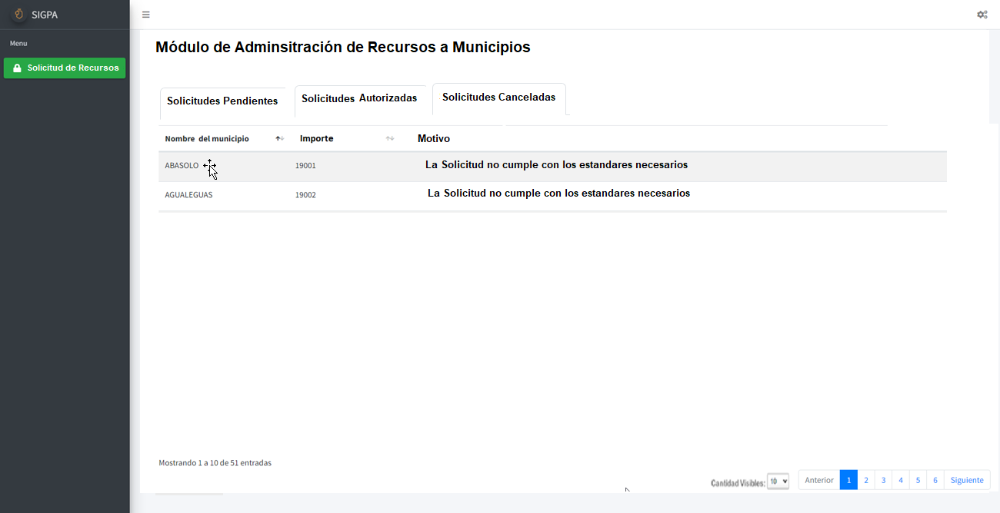 SIGPA
Menu
Solicitud de Recursos
Módulo de Adminsitración de Recursos a Municipios
Solicitudes Pendientes
Solicitudes Autorizadas
Solicitudes Canceladas
Nombre del municipio Importe Motivo
ABASOLO 19001 La Solicitud no cumple con los estandares necesarios
AGUALEGUAS 19002 La Solicitud no cumple con los estandares necesarios
Mostrando 1 a 10 de 51 entradas
Cantidad Visibles: 10 Anterior 1 2 3 4 5 6 Siguiente